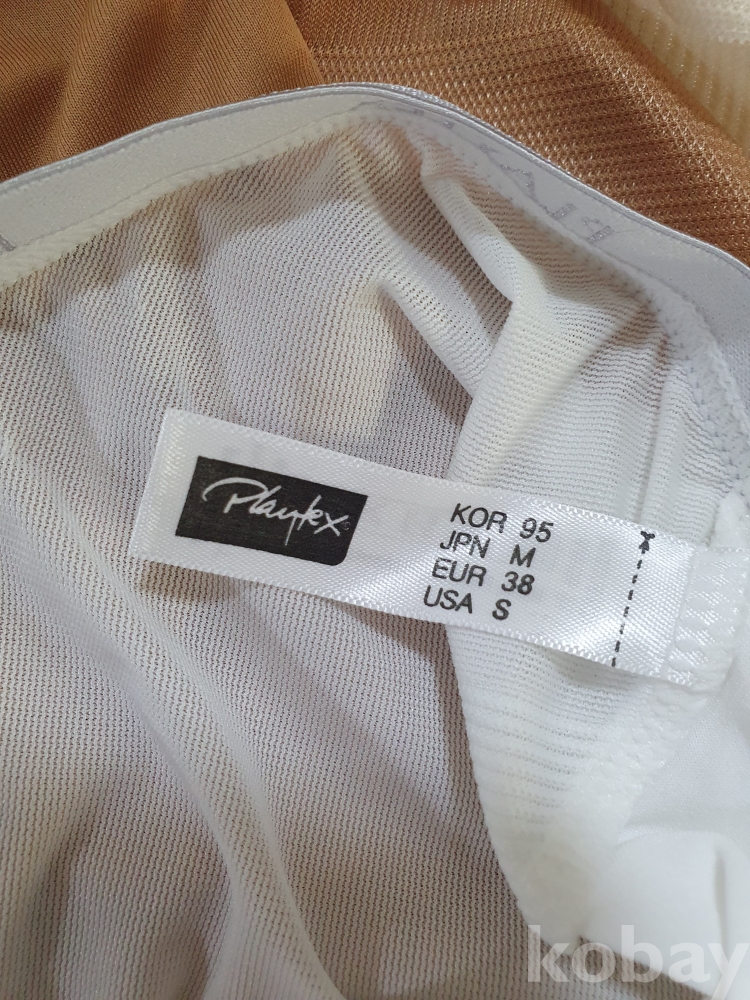 Playtex
KOR 95
JPN M
EUR 38
USA S
kobay